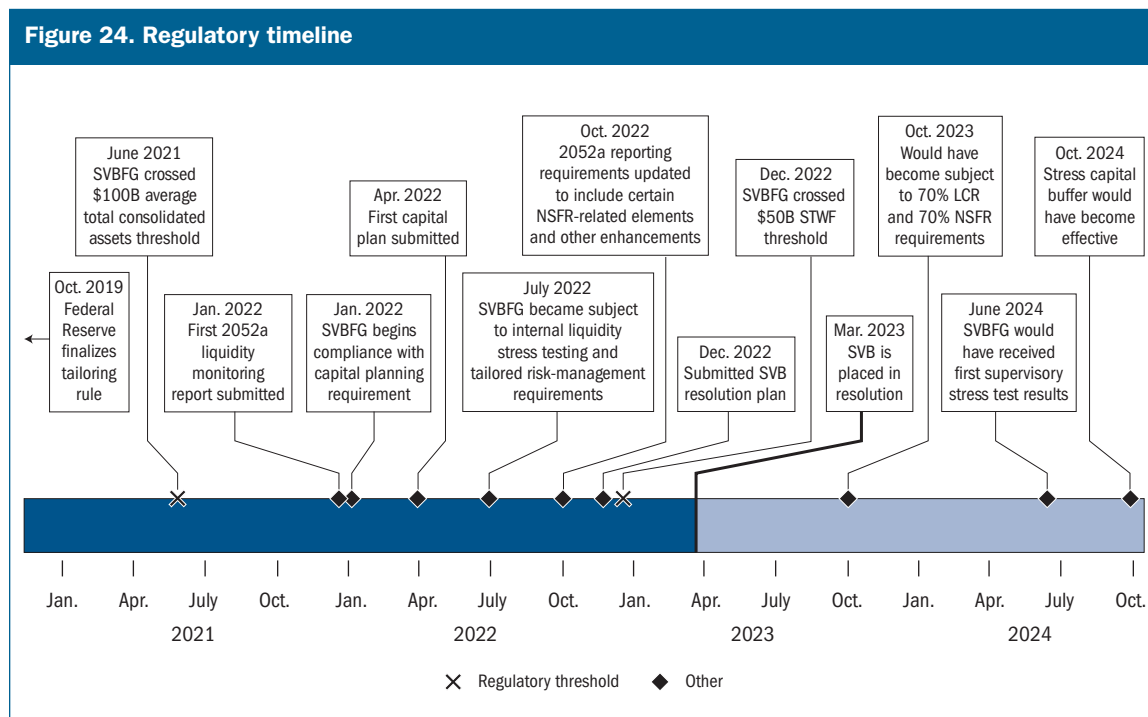 Figure 24. Regulatory timeline
Oct. 2019
Federal
Reserve
finalizes
tailoring
rule
June 2021
SVBFG crossed
$100B average
total consolidated
assets threshold
Jan. 2022
First 2052a
liquidity
monitoring
report submitted
Jan. 2022
SVBFG begins
compliance with
capital planning
requirement
Apr. 2022
First capital
plan submitted
July 2022
SVBFG became subject
to internal liquidity
stress testing and
tailored risk-management
requirements
Oct. 2022
2052a reporting
requirements updated
to include certain
NSFR-related elements
and other enhancements
Dec. 2022
Submitted SVB
resolution plan
Dec. 2022
SVBFG crossed
$50B STWF
threshold
Mar. 2023
SVB is
placed in
resolution
Oct. 2023
Would have
become subject
to 70% LCR
and 70% NSFR
requirements
June 2024
SVBFG would
have received
first supervisory
stress test results
Oct. 2024
Stress capital
buffer would
have become
effective
Jan. Apr. July Oct. Jan. Apr. July Oct. Jan. Apr. July Oct. Jan. Apr. July Oct.
2021 2022 2023 2024
Regulatory threshold Other